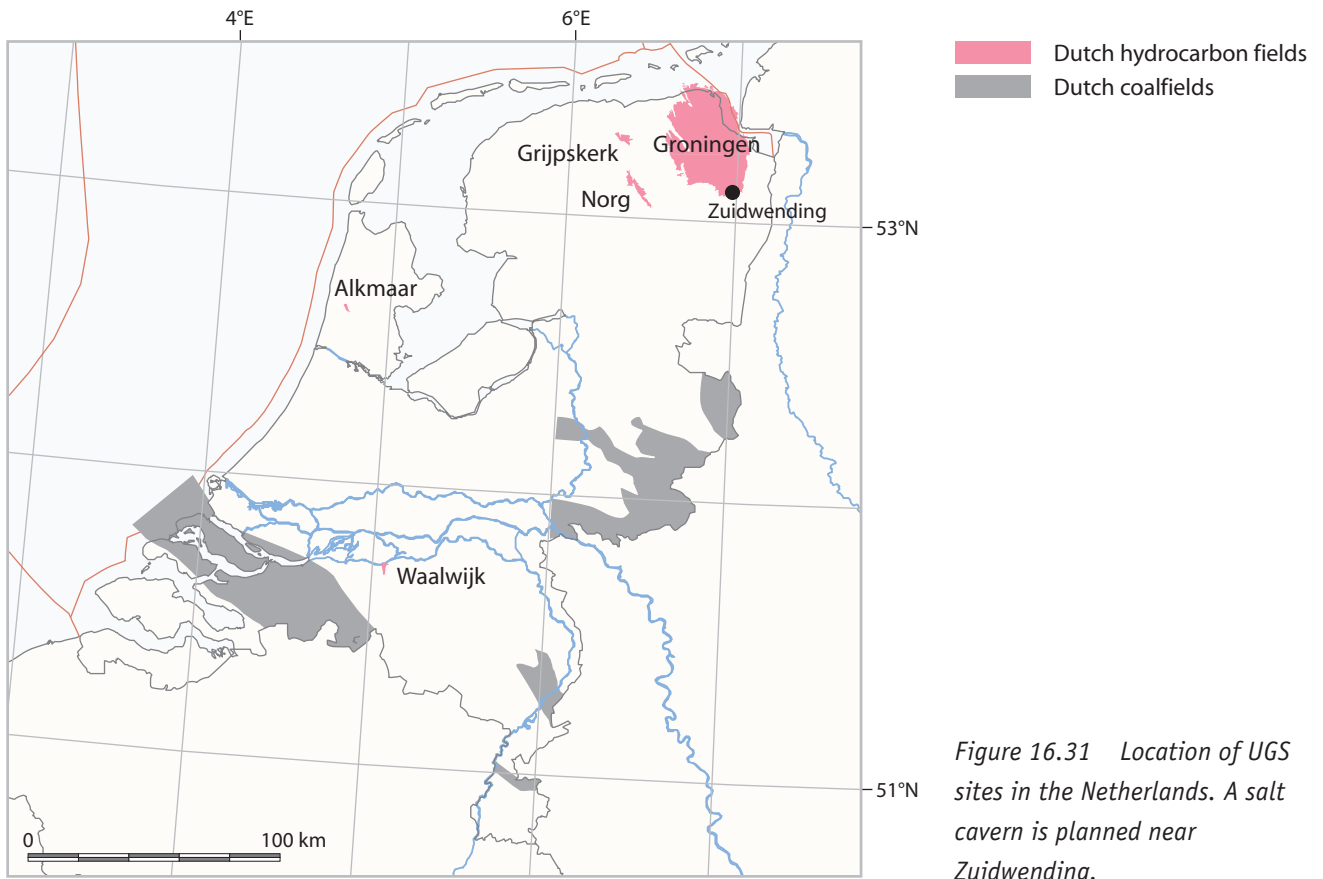 4°E
6°E
Dutch hydrocarbon fields
Dutch coalfields
Groningen
Grijpskerk
Norg
Zuidwending
53°N
Alkmaar
Waalwijk
51°N
0
100 km
Figure 16.31 Location of UGS
sites in the Netherlands. A salt
cavern is planned near
Zuidwending.